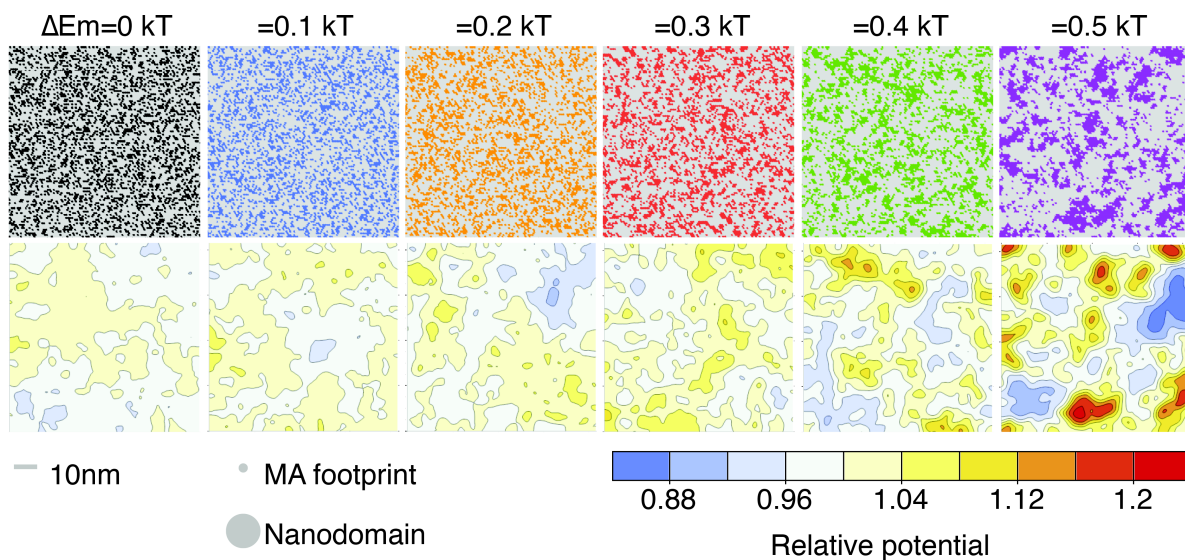 ΔEm=0 kT =0.1 kT =0.2 kT =0.3 kT =0.4 kT =0.5 kT
10nm
MA footprint
Nanodomain
0.88 0.96 1.04 1.12 1.2
Relative potential